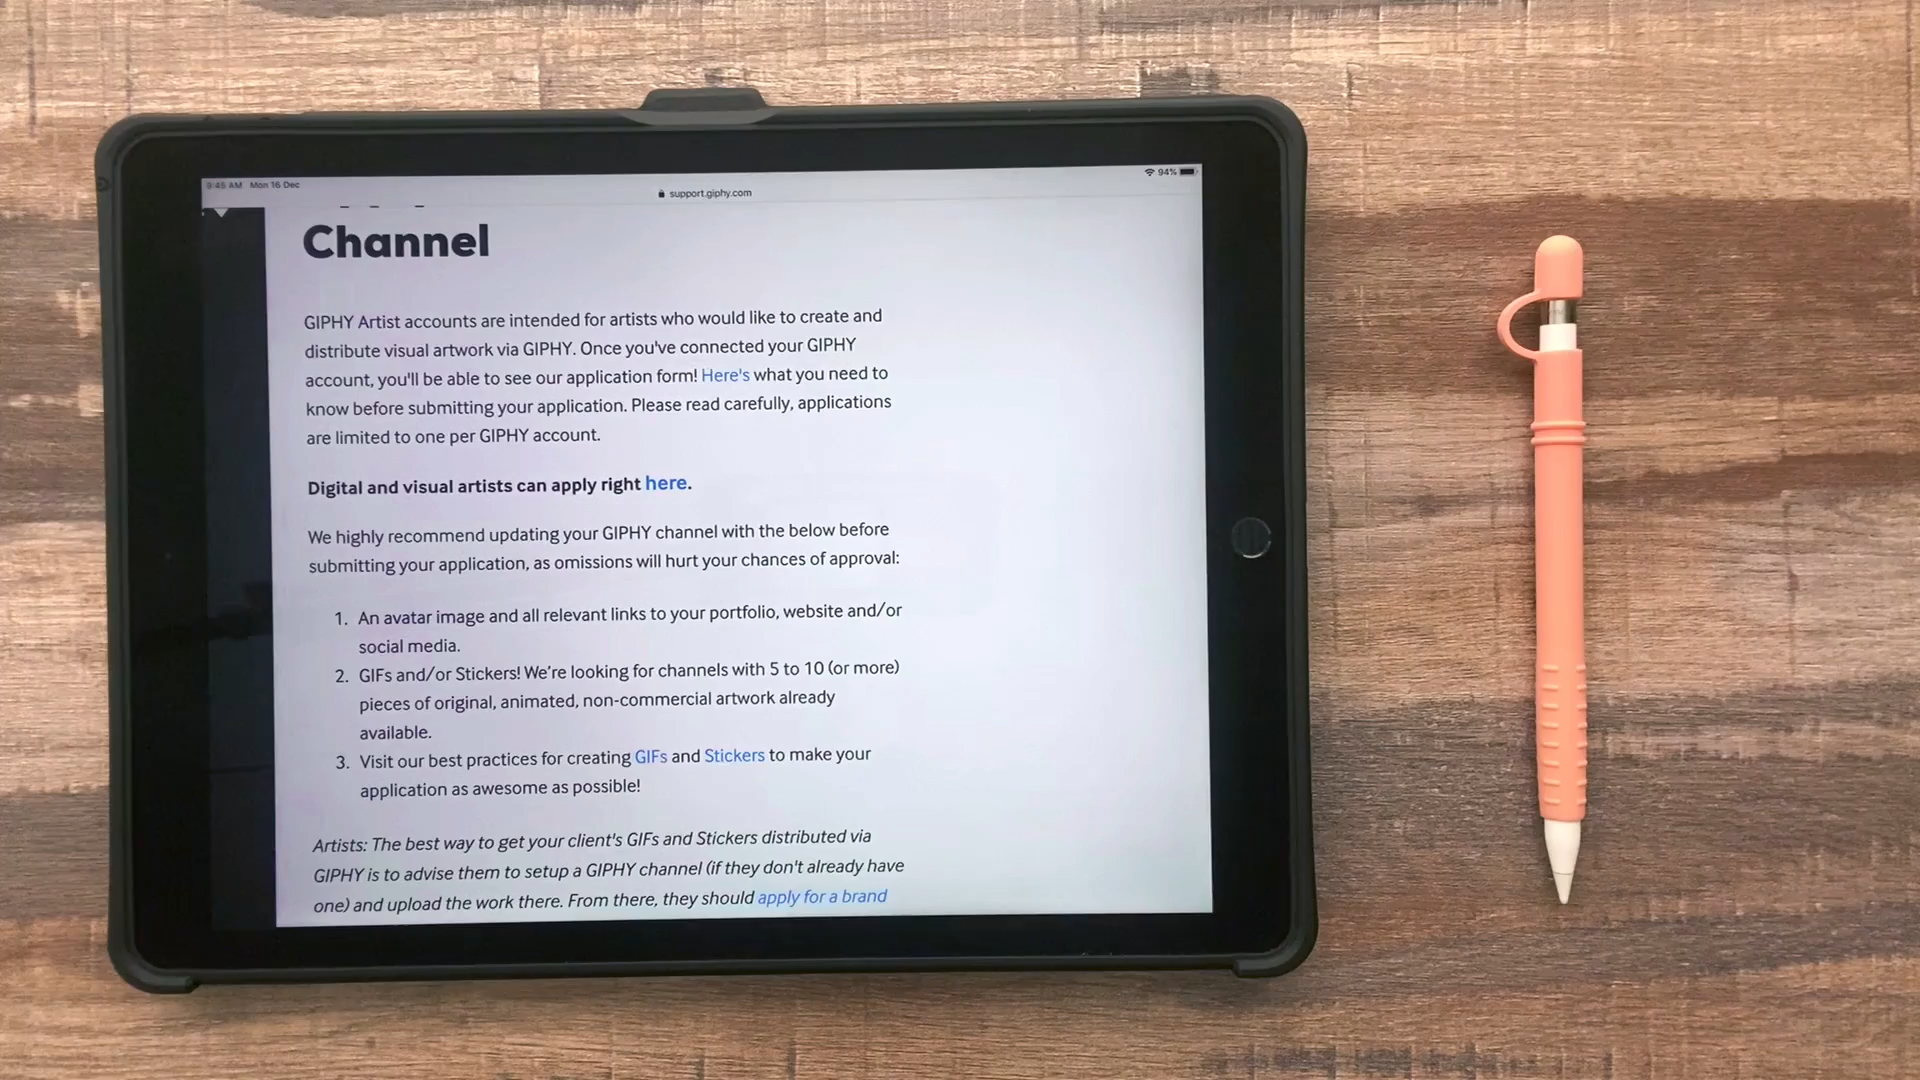 9:45 AM Mon 16 Dec
94%
support.giphy.com
Channel
GIPHY Artist accounts are intended for artists who would like to create and
distribute visual artwork via GIPHY. Once you've connected your GIPHY
account, you'll be able to see our application form! Here's what you need to
know before submitting your application. Please read carefully, applications
are limited to one per GIPHY account.
Digital and visual artists can apply right here.
We highly recommend updating your GIPHY channel with the below before
submitting your application, as omissions will hurt your chances of approval:
1. An avatar image and all relevant links to your portfolio, website and/or
social media.
2. GIFs and/or Stickers! We're looking for channels with 5 to 10 (or more)
pieces of original, animated, non-commercial artwork already
available.
3. Visit our best practices for creating GIFs and Stickers to make your
application as awesome as possible!
Artists: The best way to get your client's GIFs and Stickers distributed via
GIPHY is to advise them to setup a GIPHY channel (if they don't already have
one) and upload the work there. From there, they should apply for a brand